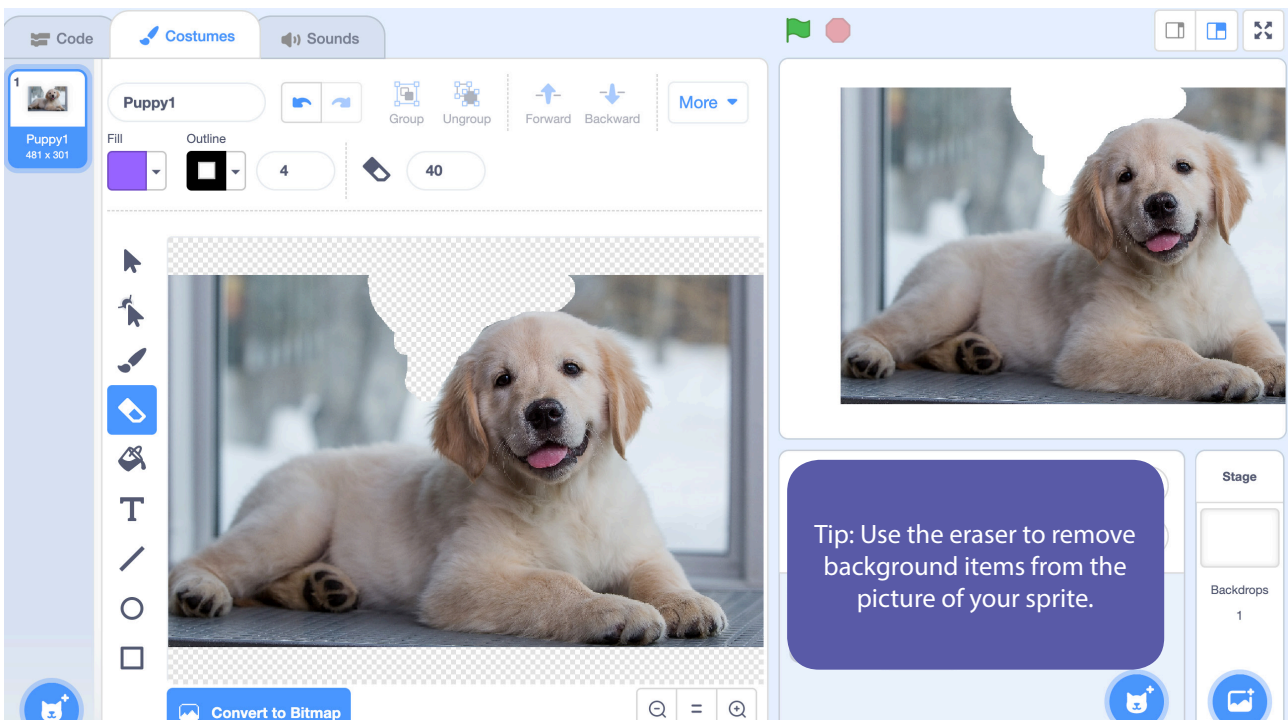 Code
Costumes
Sounds
1
Puppy1
481 x 301
Puppy1
Group
Ungroup
Forward
Backward
More
Fill
Outline
4
40
T
Convert to Bitmap
=
Tip: Use the eraser to remove
background items from the
picture of your sprite.
Stage
Backdrops
1